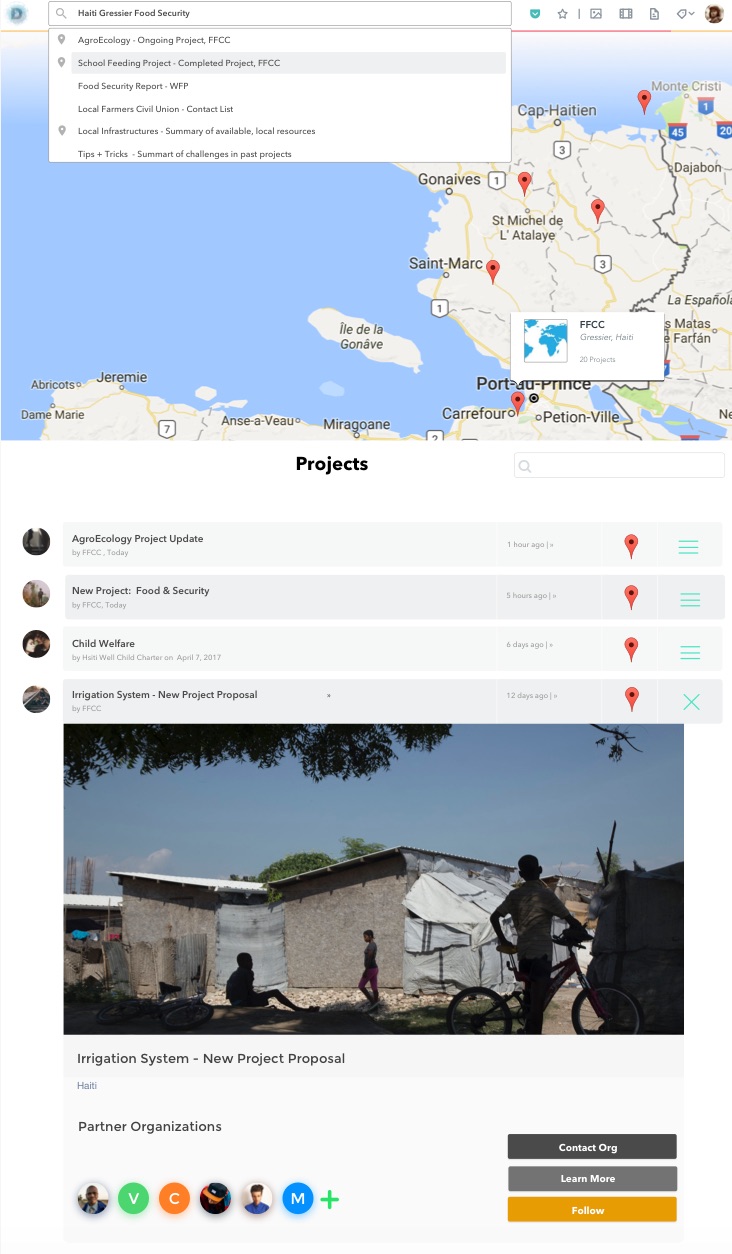 D
Haiti Gressier Food Security
AgroEcology - Ongoing Project, FFCC
School Feeding Project - Completed Project, FFCC
Food Security Report - WFP
Local Farmers Civil Union - Contact List
Local Infrastructures - Summary of available, local resources
Tips + Tricks - Summart of challenges in past projects
Monte Cristi
1
Cap-Haitien
45
20
3
Dajabon
Gonaives
1
St Michel de
L' Atalaye
Saint-Marc
3
La Española
1
Île de la
Gonâve
FFCC
Gressier, Haiti
20 Projects
s Matas
Farfán
Port-au-Prince
Jeremie
Abricots
Dame Marie
Anse-a-Veau
Miragoane
Carrefour
Petion-Ville
7
2
Projects
AgroEcology Project Update
by FFCC , Today
1 hour ago | »
New Project: Food & Security
by FFCC, Today
5 hours ago | »
Child Welfare
by Hsiti Well Child Charter on April 7, 2017
6 days ago | »
Irrigation System - New Project Proposal »
by FFCC
12 days ago | »
Irrigation System - New Project Proposal
Haiti
Partner Organizations
Contact Org
Learn More
Follow
V
C
M
+